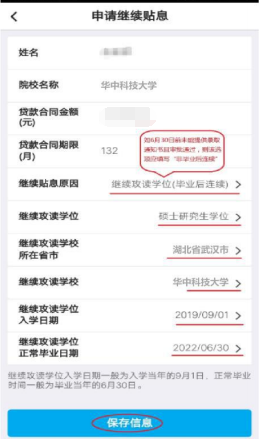 申请继续贴息
姓名
院校名称
华中科技大学
贷款合同金额
(元)
贷款合同期限
(月)
132
继续贴息原因
继续攻读学位(毕业后连续)
继续攻读学位
硕士研究生学位
继续攻读学校
所在省市
湖北省武汉市
继续攻读学校
华中科技大学
继续攻读学位
入学日期
2019/09/01
继续攻读学位
正常毕业日期
2022/06/30
继续攻读学位入学日期一般为入学当年的9月1日，正常毕业
时间一般为毕业当年的6月30日。
保存信息